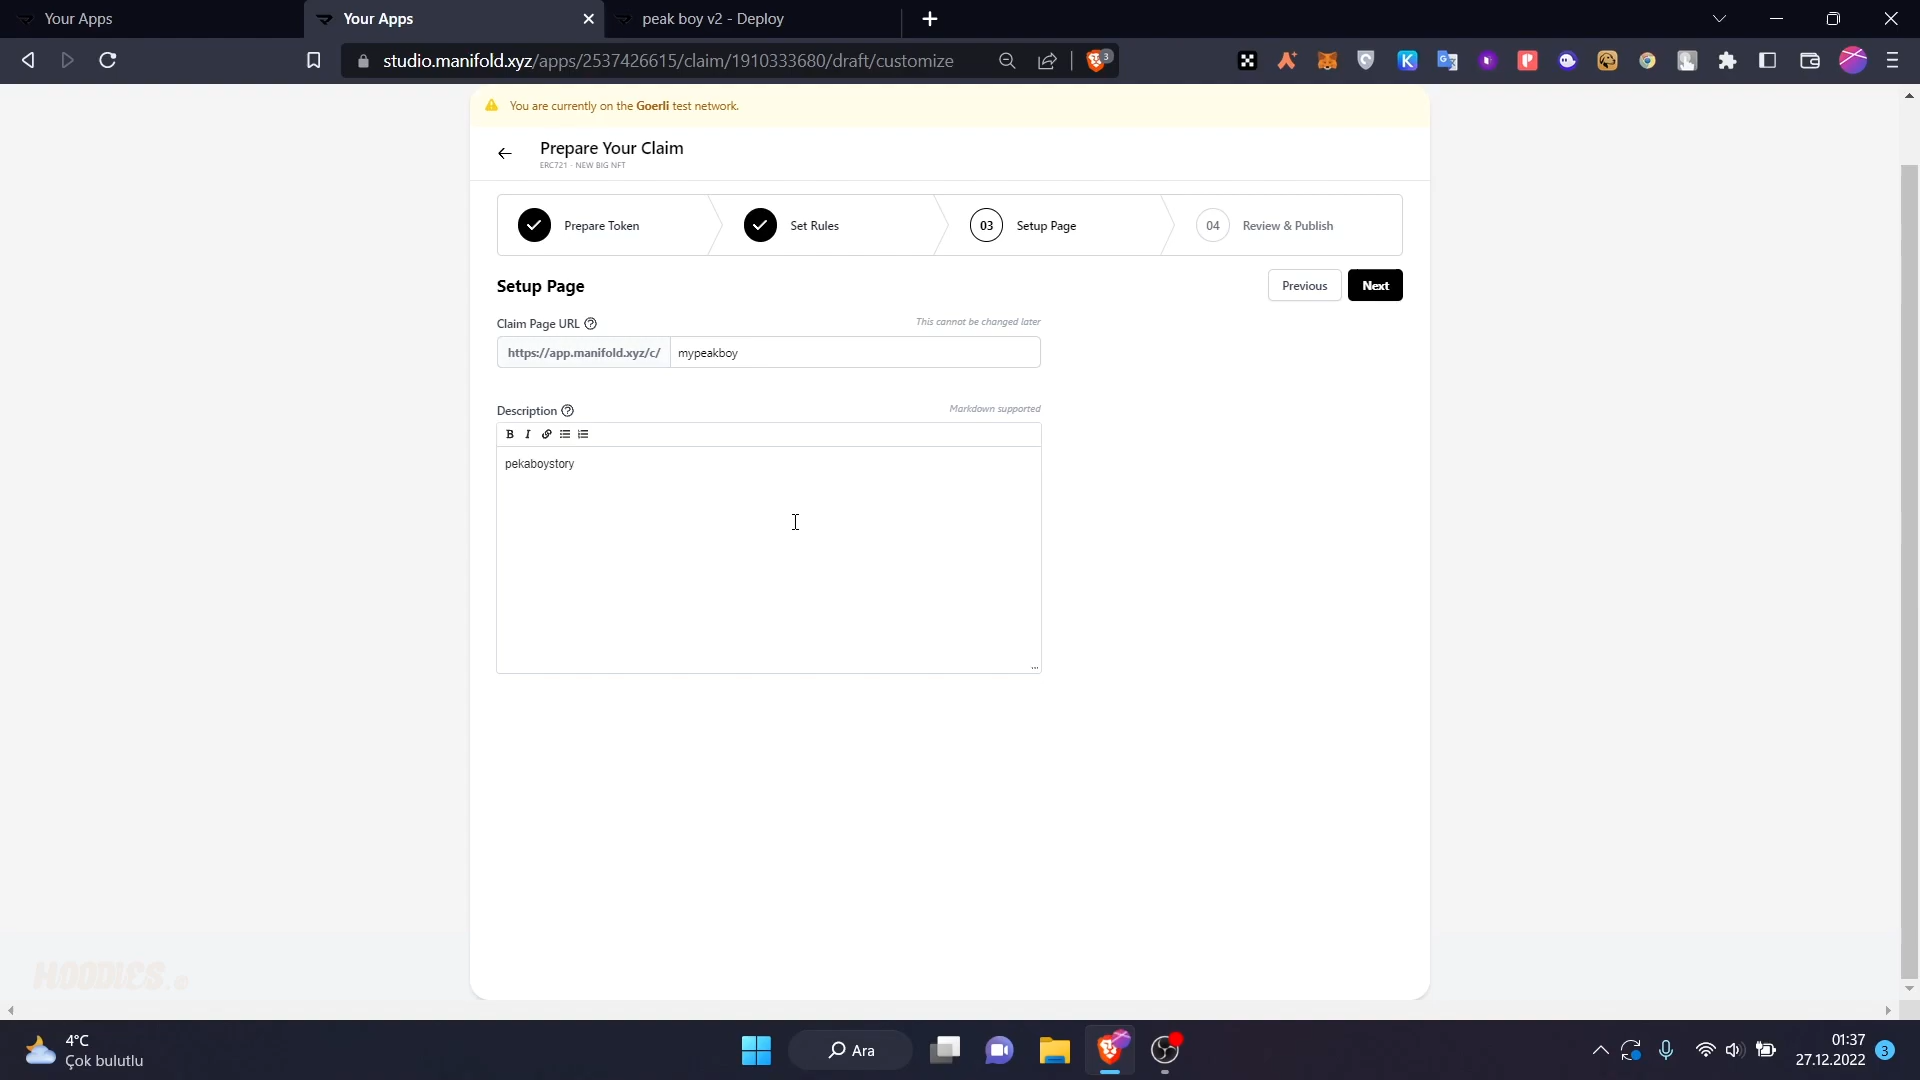 Your Apps
Your Apps
peak boy v2 - Deploy
studio.manifold.xyz/apps/2537426615/claim/1910333680/draft/customize
3
You are currently on the Goerli test network.
Prepare Your Claim
ERC721 - NEW BIG NFT
Prepare Token
Set Rules
03 Setup Page
04 Review & Publish
Setup Page
Previous
Next
Claim Page URL
This cannot be changed later
https://app.manifold.xyz/c/
mypeakboy
Description
Markdown supported
B I
pekaboystory
HOODIES.
4°C
Çok bulutlu
Ara
01:37
27.12.2022
3